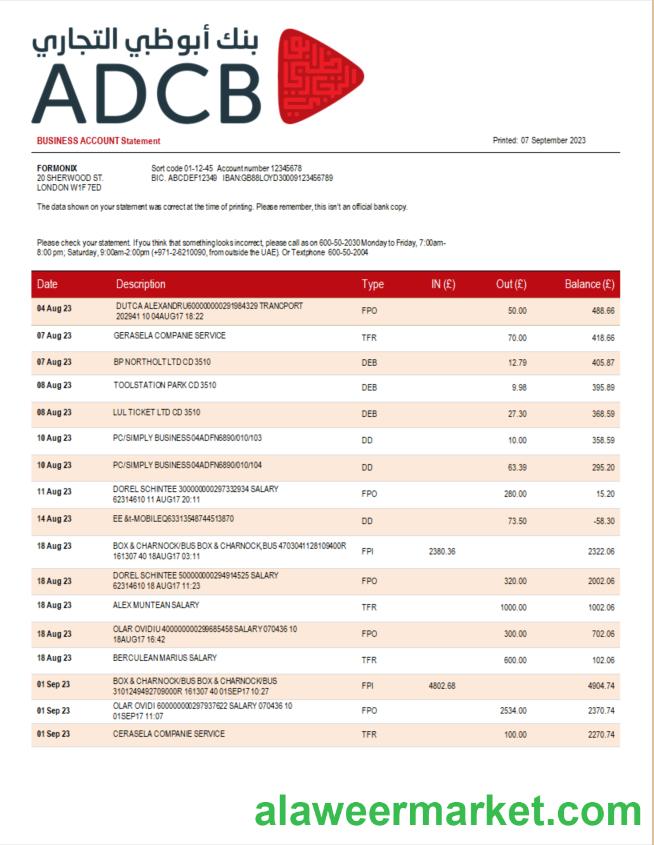 بنك أبوظبي التجاري
ADCB
BUSINESS ACCOUNT Statement
Printed: 07 September 2023
FORMONIX
20 SHERWOOD ST.
LONDON W1F 7ED
Sort code 01-12-45 Account number 12345678
BIC. ABCDEF12349 IBAN:GB88LOYD30009123456789
The data shown on your statement was correct at the time of printing. Please remember, this isn't an official bank copy.
Please check your statement. If you think that something looks incorrect, please call as on 600-50-2030 Monday to Friday, 7:00am-
8:00 pm; Saturday, 9:00am-2:00pm (+971-2-6210090, from outside the UAE). Or Textphone 600-50-2004
Date Description Type IN (£) Out (£) Balance (£)
04 Aug 23 DUTCA ALEXANDRU600000000291984329 TRANCPORT
202941 10 04AUG17 18:22 FPO 50.00 488.66
07 Aug 23 GERASELA COMPANIE SERVICE TFR 70.00 418.66
07 Aug 23 BP NORTHOLT LTD CD 3510 DEB 12.79 405.87
08 Aug 23 TOOLSTATION PARK CD 3510 DEB 9.98 395.89
08 Aug 23 LUL TICKET LTD CD 3510 DEB 27.30 368.59
10 Aug 23 PC/SIMPLY BUSINESS04ADFN6890/010/103 DD 10.00 358.59
10 Aug 23 PC/SIMPLY BUSINESS04ADFN6890/010/104 DD 63.39 295.20
11 Aug 23 DOREL SCHINTEE 300000000297332934 SALARY
62314610 11 AUG17 20:11 FPO 280.00 15.20
14 Aug 23 EE &t-MOBILEQ63313548744513870 DD 73.50 -58.30
18 Aug 23 BOX & CHARNOCK/BUS BOX & CHARNOCK,BUS 4703041128109400R
161307 40 18AUG17 03:11 FPI 2380.36 2322.06
18 Aug 23 DOREL SCHINTEE 500000000294914525 SALARY
62314610 18 AUG17 11:23 FPO 320.00 2002.06
18 Aug 23 ALEX MUNTEAN SALARY TFR 1000.00 1002.06
18 Aug 23 OLAR OVIDIU 400000000299685458 SALARY 070436 10
18AUG17 16:42 FPO 300.00 702.06
18 Aug 23 BERCULEAN MARIUS SALARY TFR 600.00 102.06
01 Sep 23 BOX & CHARNOCK/BUS BOX & CHARNOCK/BUS
3101249492709000R 161307 40 01SEP17 10:27 FPI 4802.68 4904.74
01 Sep 23 OLAR OVIDI 600000000297937622 SALARY 070436 10
01SEP17 11:07 FPO 2534.00 2370.74
01 Sep 23 CERASELA COMPANIE SERVICE TFR 100.00 2270.74
alaweermarket.com